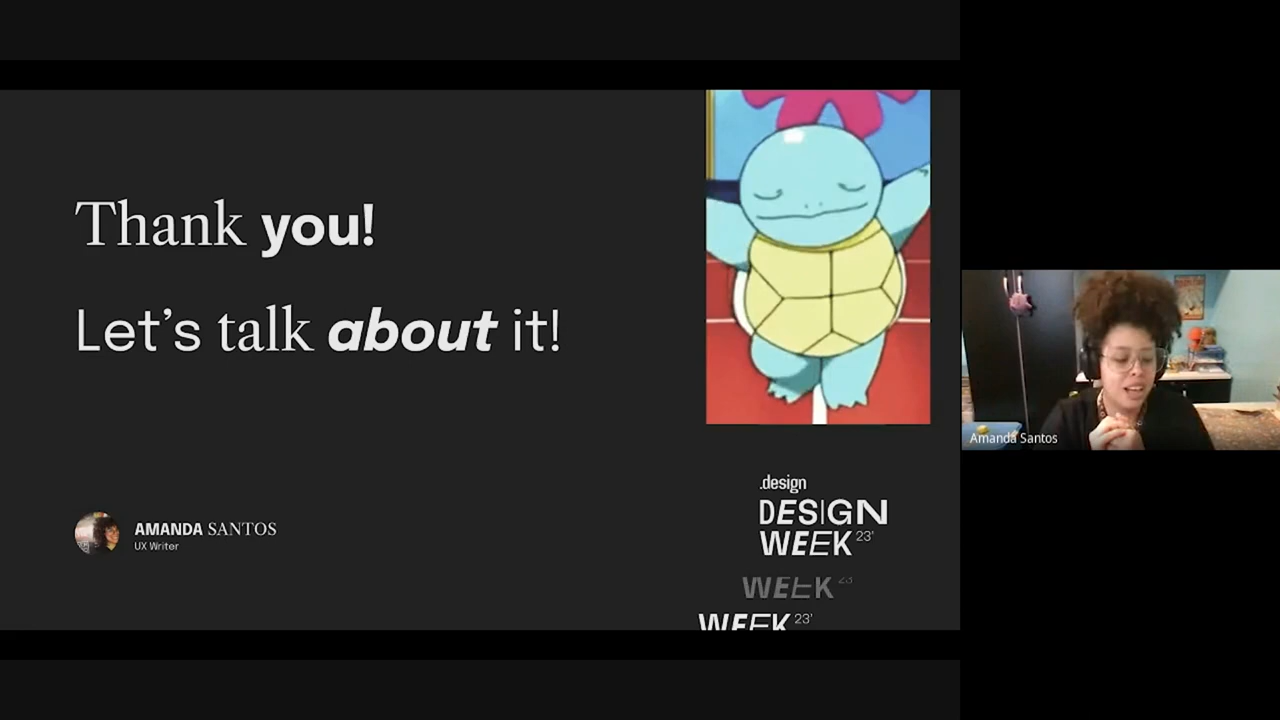 Thank you!
Let's talk about it!
AMANDA SANTOS
UX Writer
.design
DESIGN
WEEK 23'
WEEK 23'
WEEK 23'
Amanda Santos